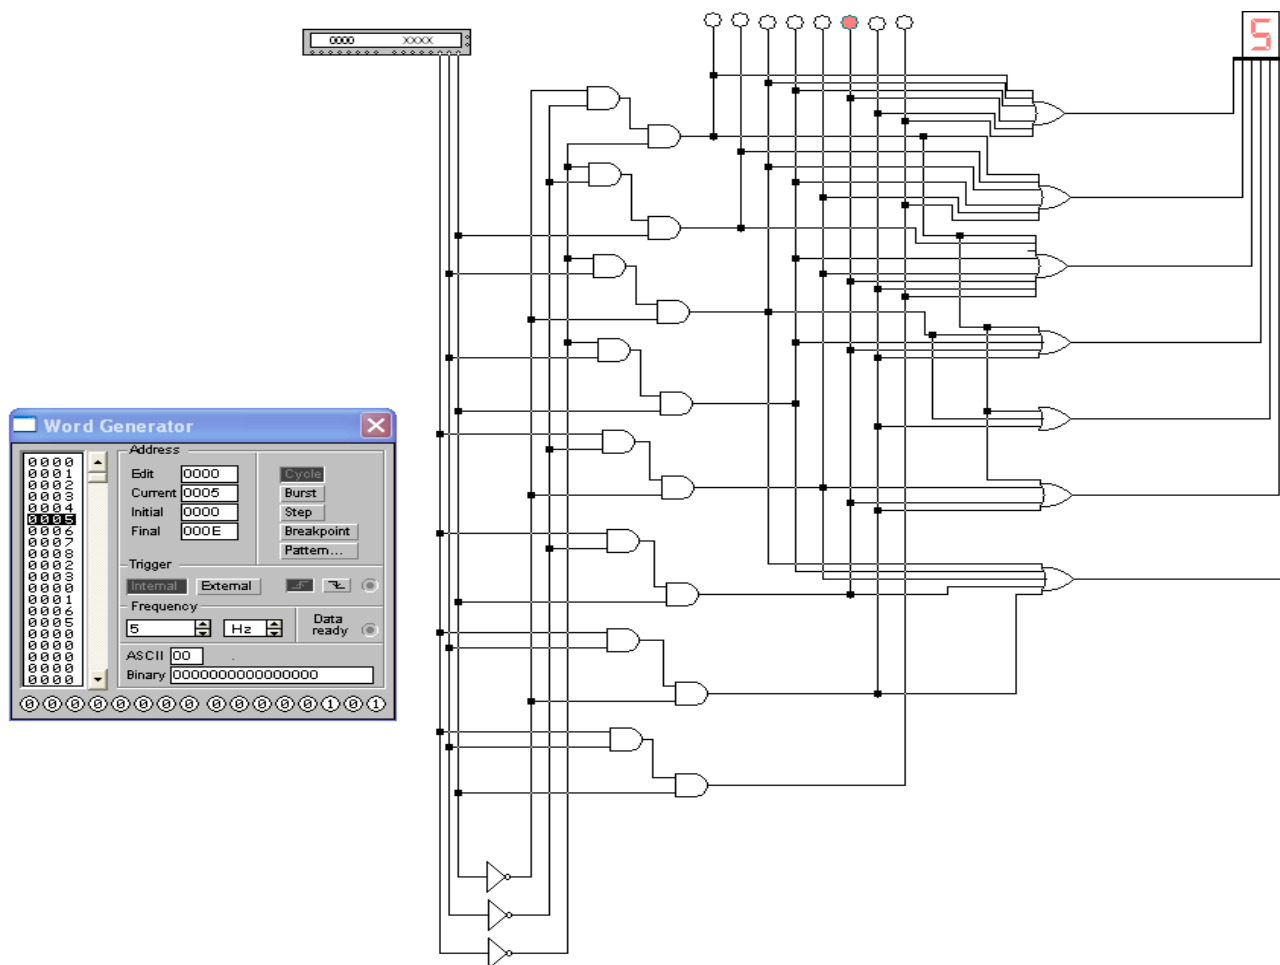 0000 XXXX
5
Word Generator
0000
0001
0002
0003
0004
0005
0006
0007
0008
0002
0003
0000
0001
0006
0005
0000
0000
0000
0000
0000
Address
Edit 0000
Current 0005
Initial 0000
Final 000E
Cycle
Burst
Step
Breakpoint
Pattern...
Trigger
Internal External
Frequency
5 Hz
Data ready
ASCII 00
Binary 0000000000000000
0 0 0 0 0 0 0 0 0 0 0 0 0 1 0 1